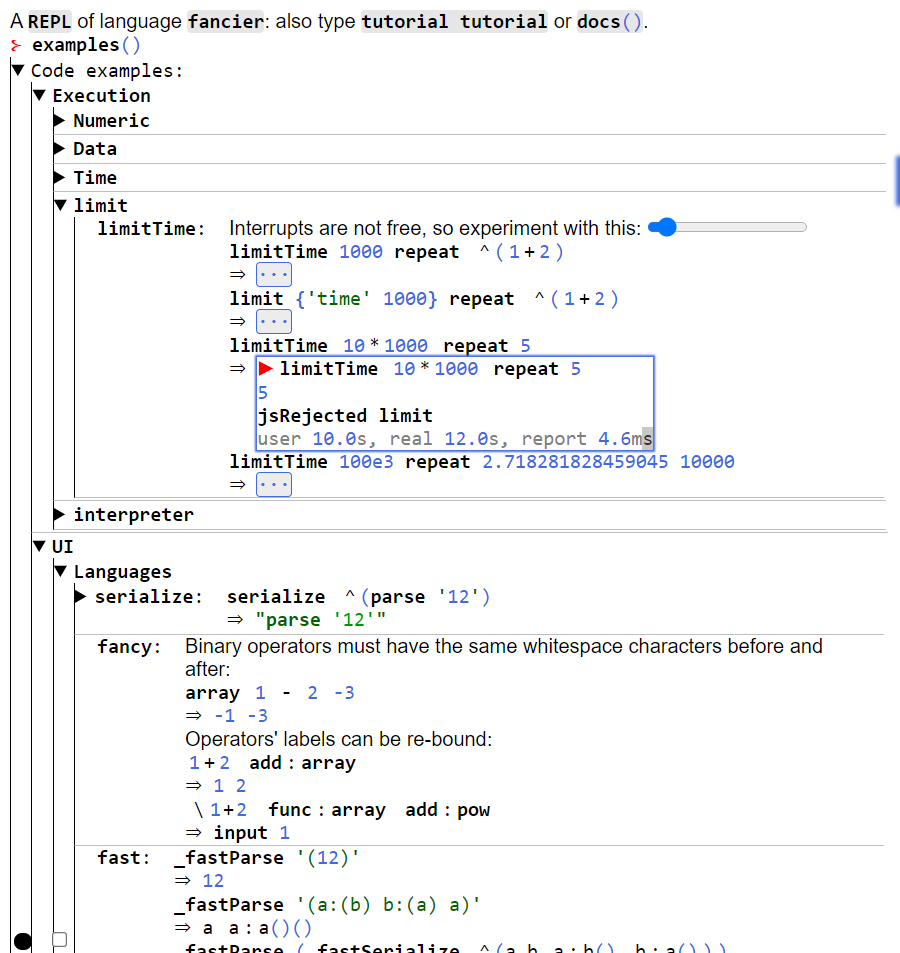 A REPL of language fancier: also type tutorial tutorial or docs().
examples()
Code examples:
Execution
Numeric
Data
Time
limit
limitTime: Interrupts are not free, so experiment with this:
limitTime 1000 repeat ^(1+2)
⇒ ···
limit {'time' 1000} repeat ^(1+2)
⇒ ···
limitTime 10*1000 repeat 5
⇒ limitTime 10*1000 repeat 5
5
jsRejected limit
user 10.0s, real 12.0s, report 4.6ms
limitTime 100e3 repeat 2.718281828459045 10000
⇒ ···
interpreter
UI
Languages
serialize: serialize ^(parse '12')
⇒ "parse '12'"
fancy: Binary operators must have the same whitespace characters before and
after:
array 1 - 2 -3
⇒ -1 -3
Operators' labels can be re-bound:
1+2 add:array
⇒ 1 2
\1+2 func:array add:pow
⇒ input 1
fast: _fastParse '(12)'
⇒ 12
_fastParse '(a:(b) b:(a) a)'
⇒ a a:a()()
_fastParse (_fastSerialize ^(a b a:b() b:a()))